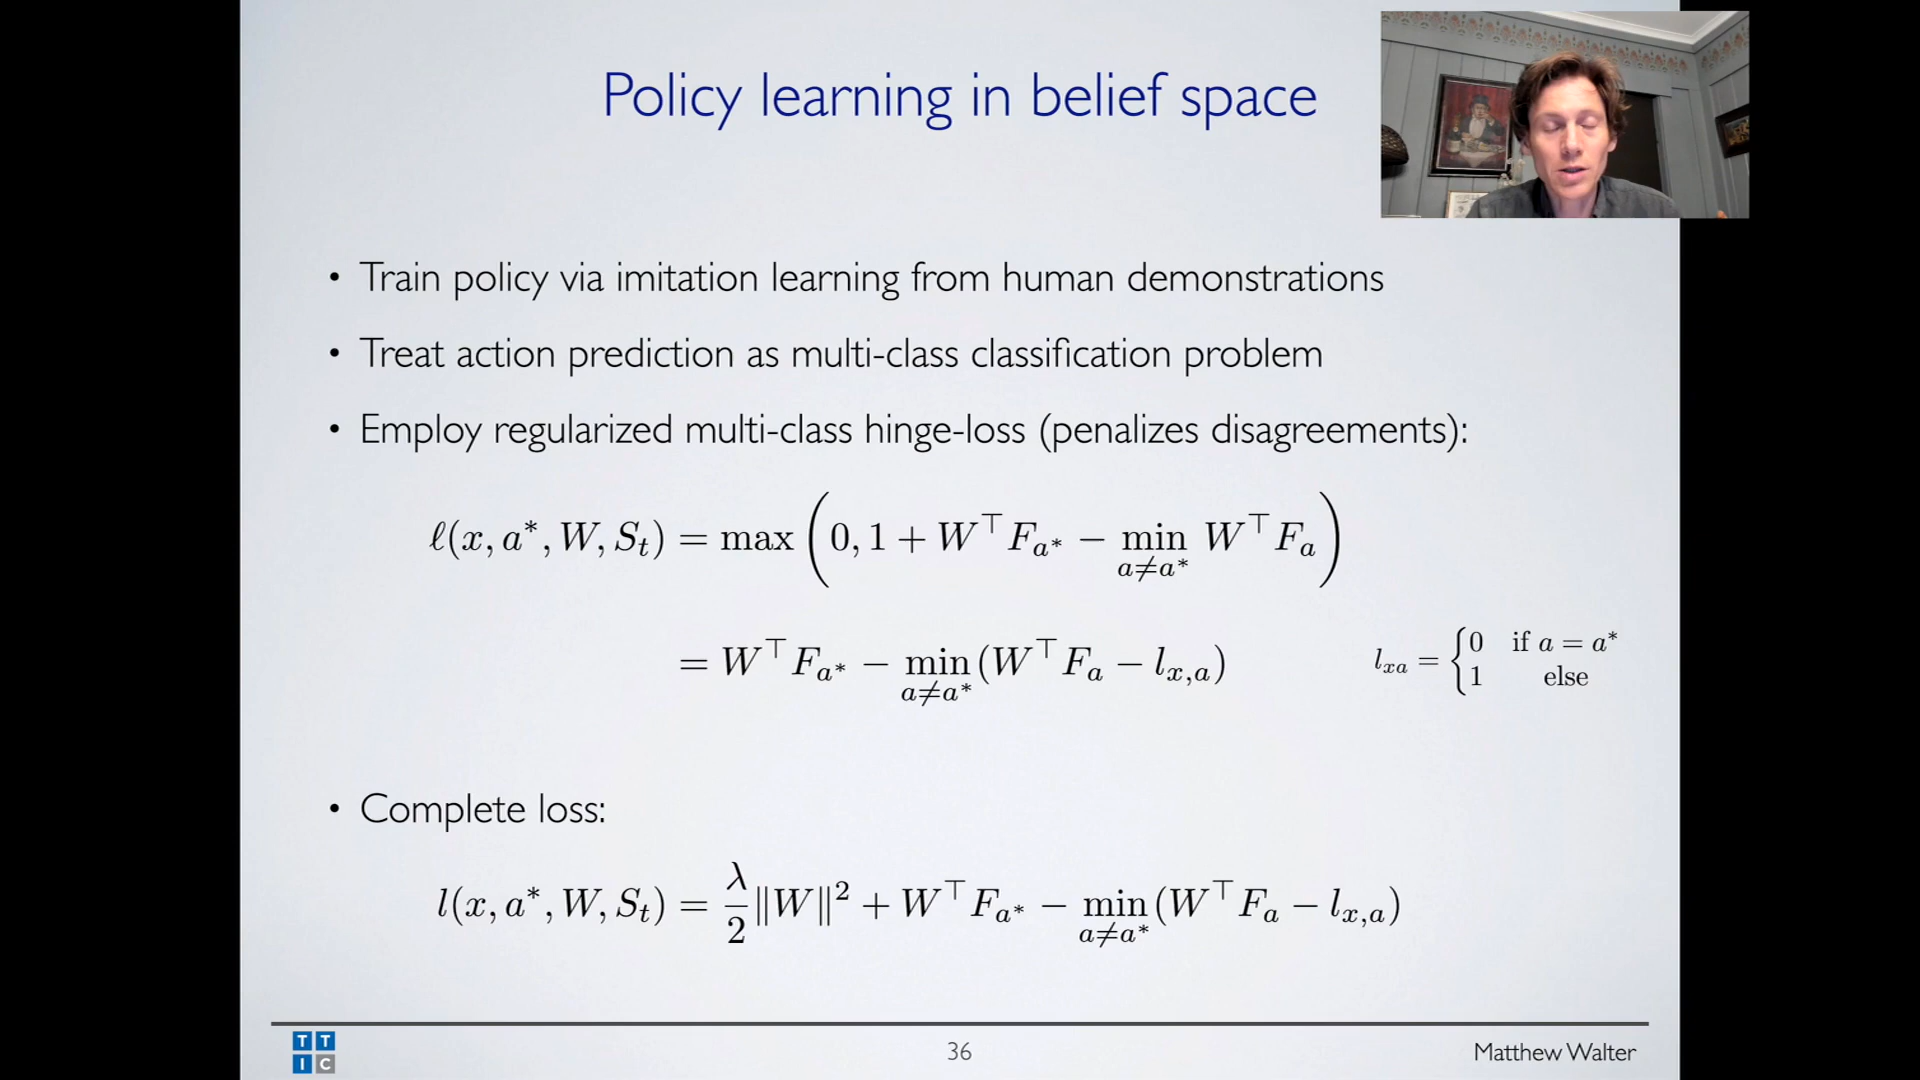 Policy learning in belief space
• Train policy via imitation learning from human demonstrations
• Treat action prediction as multi-class classification problem
• Employ regularized multi-class hinge-loss (penalizes disagreements):
ℓ(x, a*, W, S_t) = max(0, 1 + W^⊤ F_{a*} − min_{a≠a*} W^⊤ F_a)
= W^⊤ F_{a*} − min_{a≠a*} (W^⊤ F_a − l_{x,a})
l_{xa} = {0 if a = a*
1 else
• Complete loss:
l(x, a*, W, S_t) = λ/2 ‖W‖² + W^⊤ F_{a*} − min_{a≠a*} (W^⊤ F_a − l_{x,a})
TTIC
36
Matthew Walter